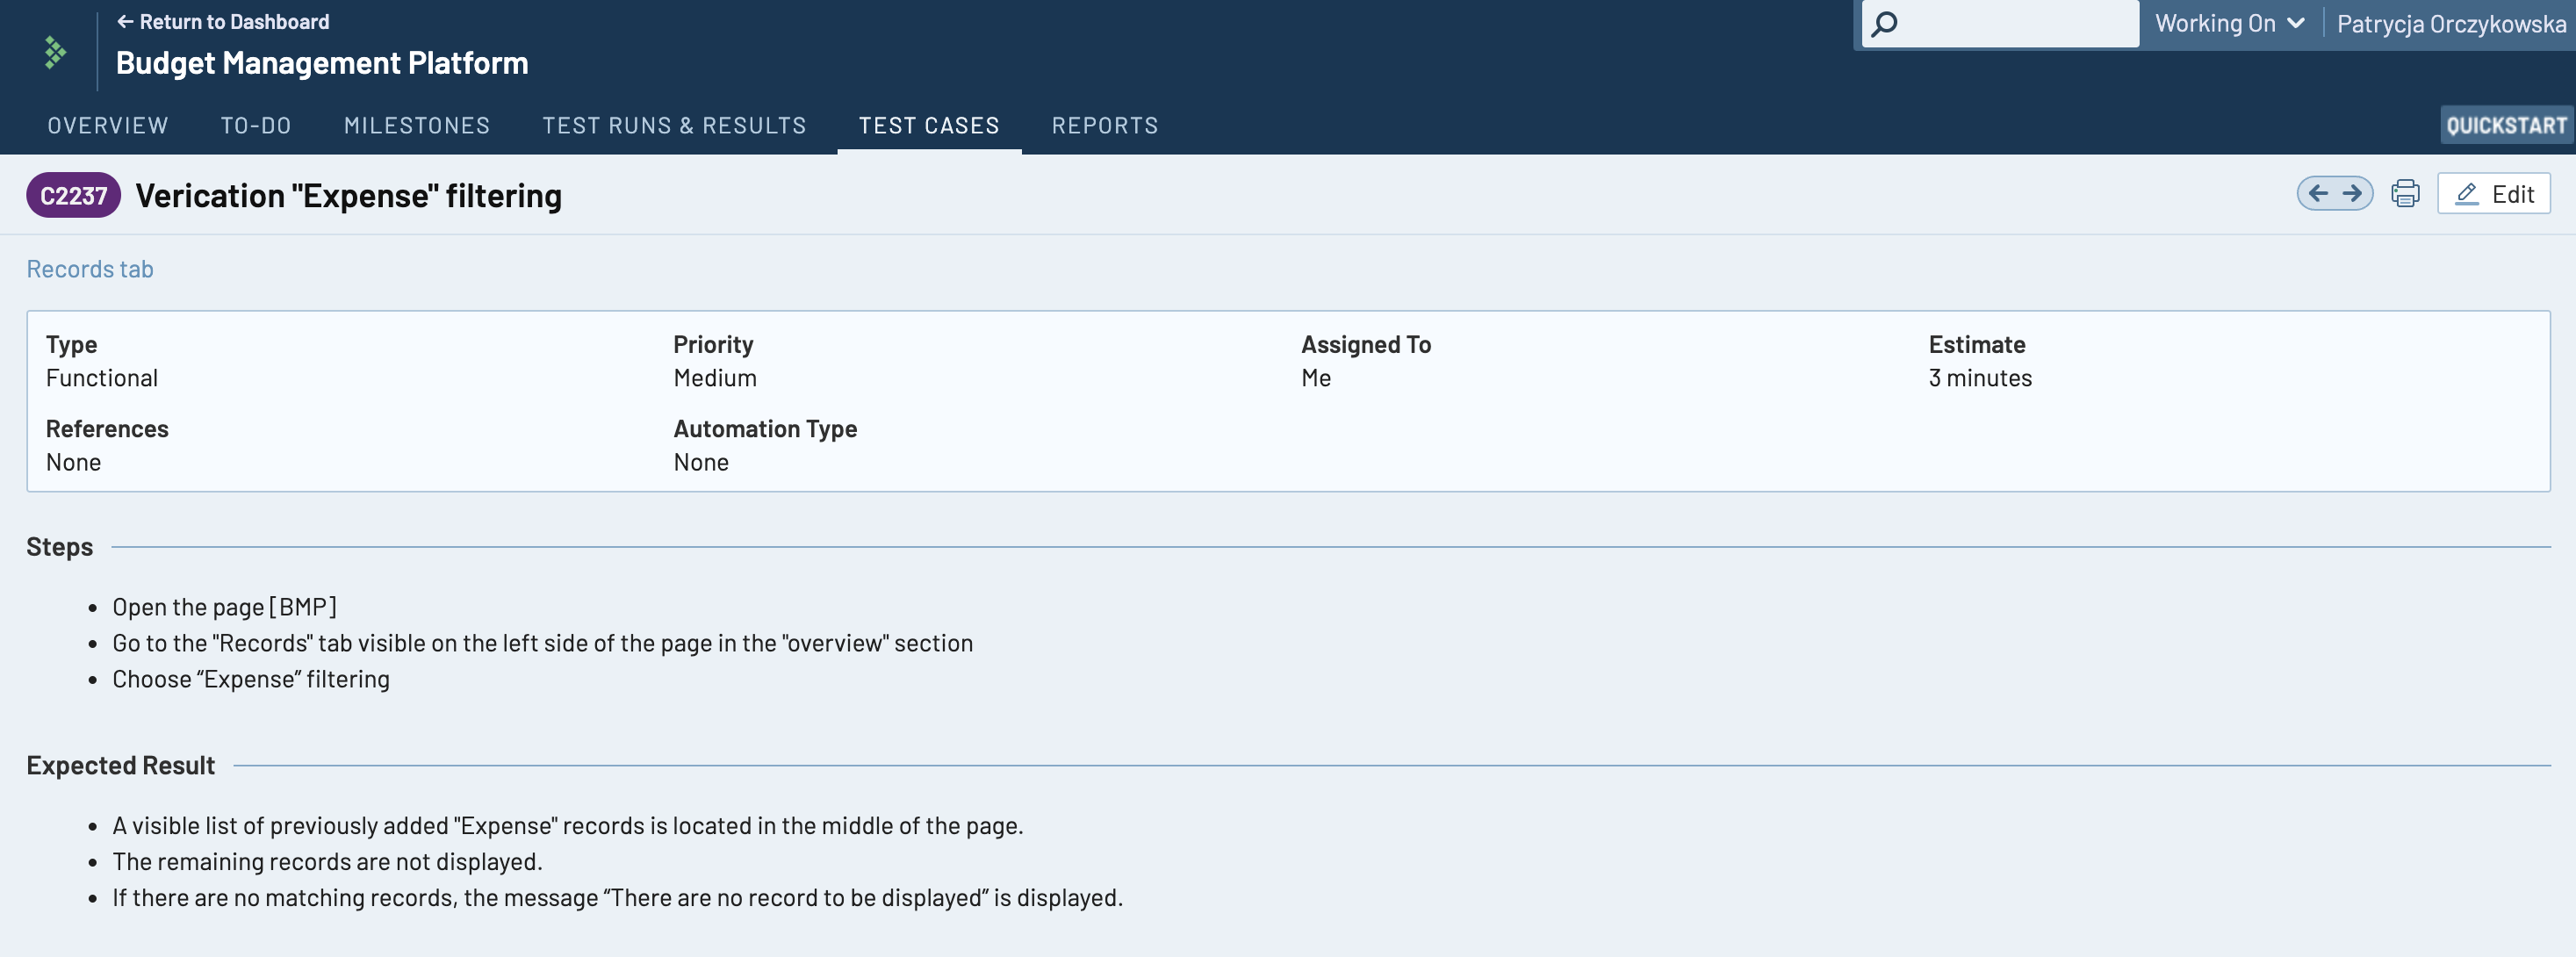 ← Return to Dashboard
Budget Management Platform
Working On
Patrycja Orczykowska
OVERVIEW TO-DO MILESTONES TEST RUNS & RESULTS TEST CASES REPORTS
QUICKSTART
C2237 Verication "Expense" filtering
Edit
Records tab
Type Priority Assigned To Estimate
Functional Medium Me 3 minutes
References Automation Type
None None
Steps
• Open the page [BMP]
• Go to the "Records" tab visible on the left side of the page in the "overview" section
• Choose “Expense” filtering
Expected Result
• A visible list of previously added "Expense" records is located in the middle of the page.
• The remaining records are not displayed.
• If there are no matching records, the message “There are no record to be displayed” is displayed.